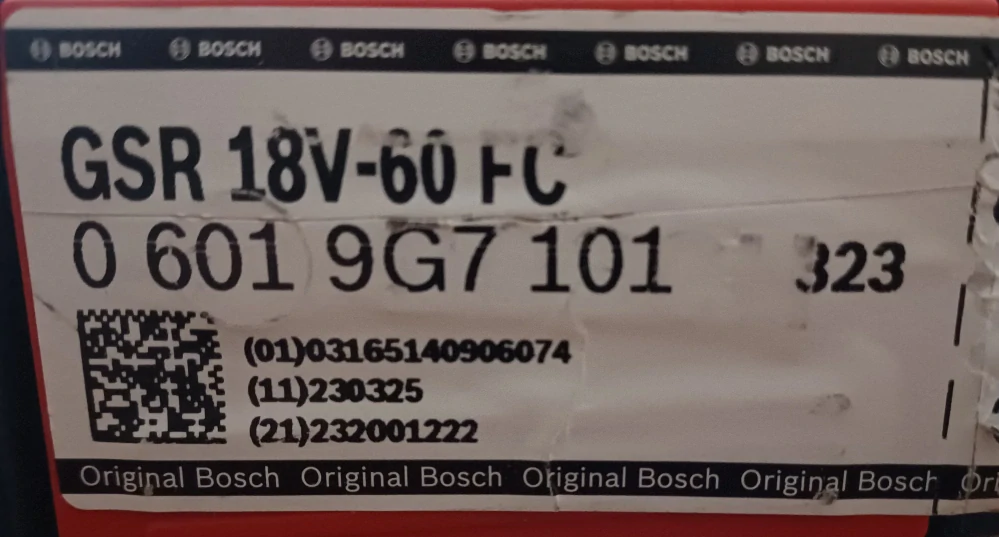 BOSCH BOSCH BOSCH BOSCH BOSCH BOSCH BOSCH
GSR 18V-60 FC
0 601 9G7 101 323
(01)03165140906074
(11)230325
(21)232001222
Original Bosch Original Bosch Original Bosch Original Bosch Ori